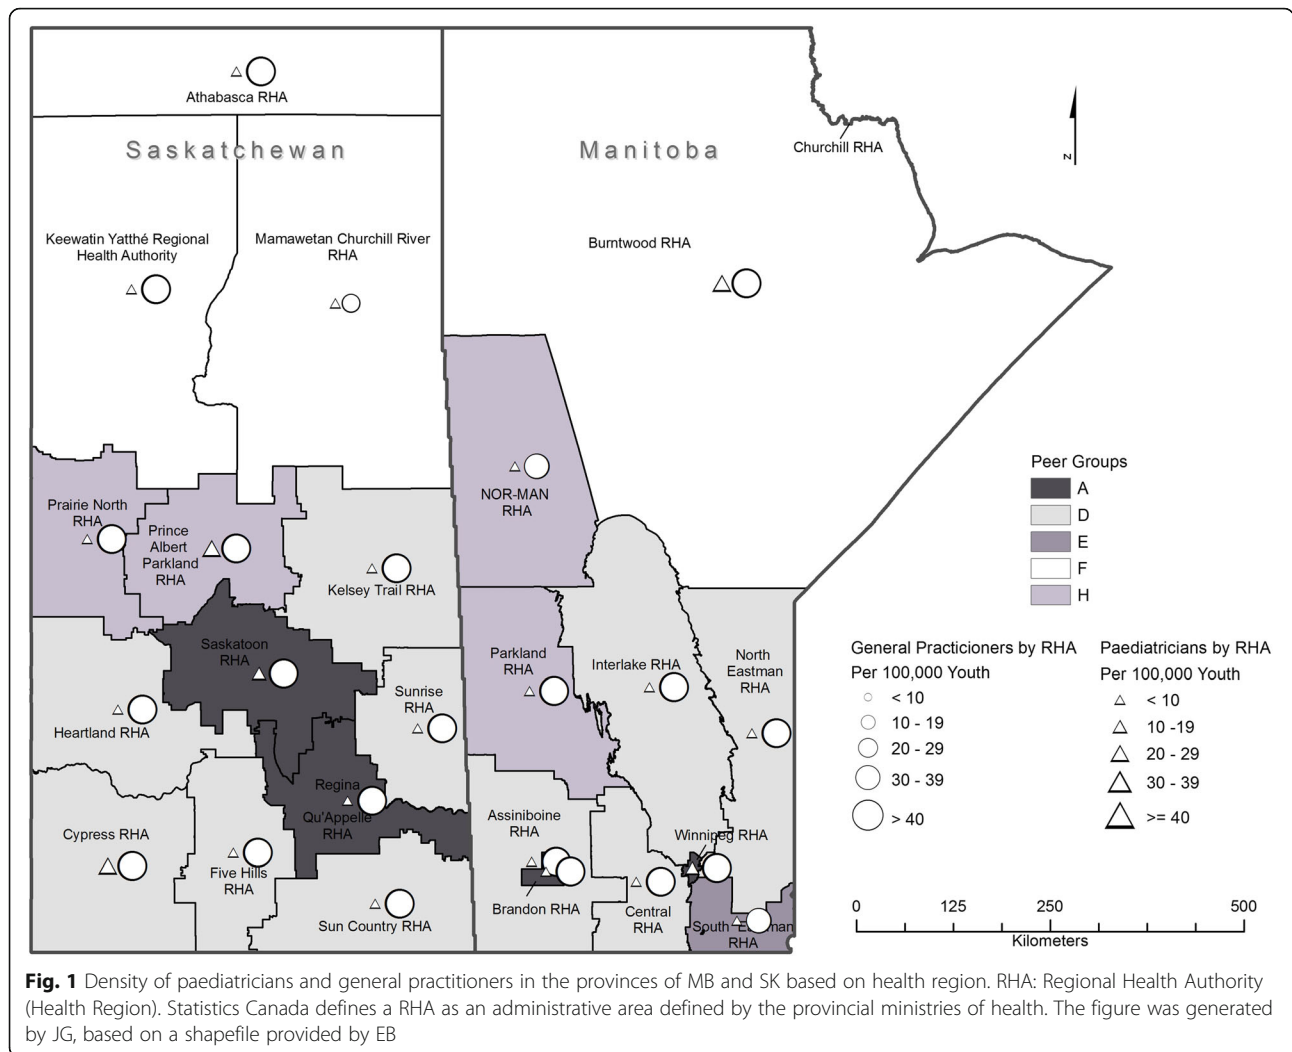 Athabasca RHA
Saskatchewan
Manitoba
Churchill RHA
N
Keewatin Yatthé Regional
Health Authority
Mamawetan Churchill River
RHA
Burntwood RHA
Prairie North
RHA
Prince
Albert
Parkland
RHA
Kelsey Trail RHA
NOR-MAN
RHA
Saskatoon
RHA
Heartland RHA
Sunrise
RHA
Parkland
RHA
Interlake RHA
North
Eastman
RHA
Regina
Qu'Appelle
RHA
Cypress RHA
Five Hills
RHA
Sun Country RHA
Assiniboine
RHA
Brandon RHA
Winnipeg RHA
Central
RHA
South Eastman
RHA
Peer Groups
A
D
E
F
H
General Practicioners by RHA
Per 100,000 Youth
< 10
10 - 19
20 - 29
30 - 39
> 40
Paediatricians by RHA
Per 100,000 Youth
< 10
10 -19
20 - 29
30 - 39
>= 40
0 125 250 500
Kilometers
Fig. 1 Density of paediatricians and general practitioners in the provinces of MB and SK based on health region. RHA: Regional Health Authority
(Health Region). Statistics Canada defines a RHA as an administrative area defined by the provincial ministries of health. The figure was generated
by JG, based on a shapefile provided by EB